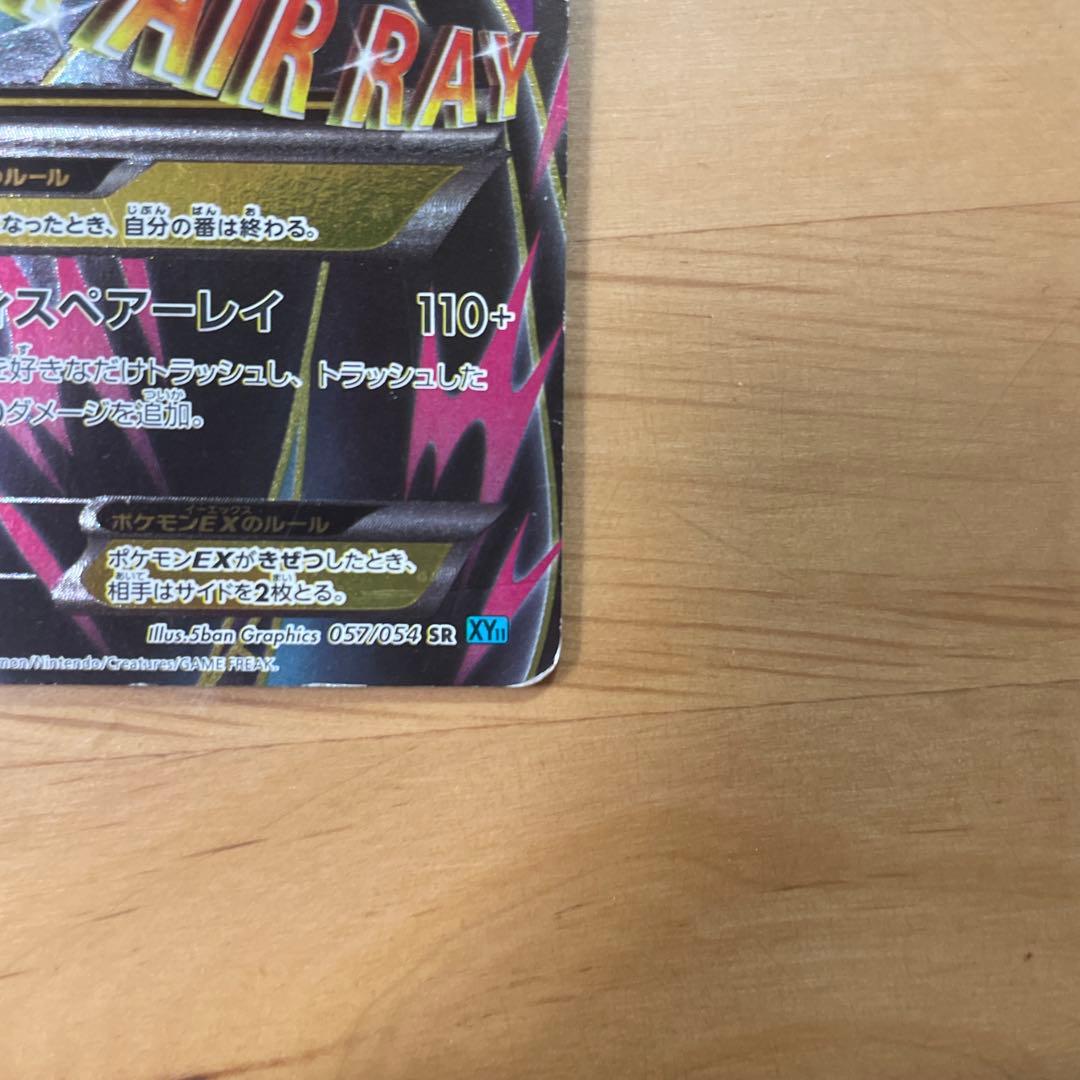 AIR RAY
ルール
なったとき、自分の番は終わる。
ィスペアーレイ 110+
を好きなだけトラッシュし、トラッシュした
ダメージを追加。
ポケモンEXのルール
ポケモンEXがきぜつしたとき、
相手はサイドを2枚とる。
Illus.5ban Graphics 057/054 SR XY11
mon/Nintendo/Creatures/GAME FREAK.